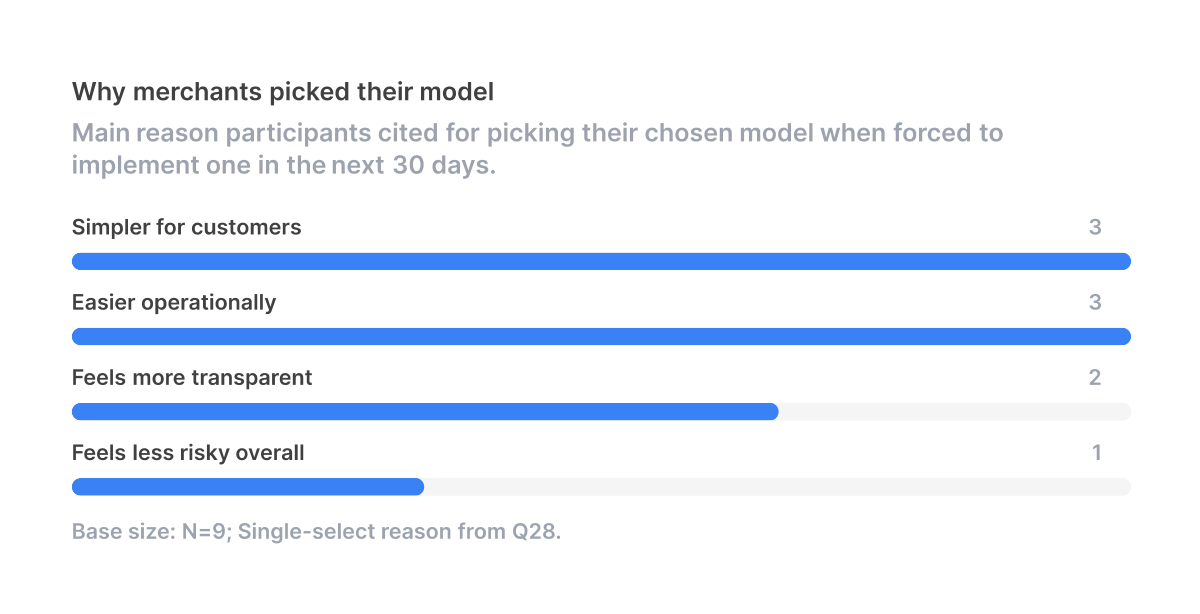 Why merchants picked their model
Main reason participants cited for picking their chosen model when forced to
implement one in the next 30 days.
Simpler for customers 3
Easier operationally 3
Feels more transparent 2
Feels less risky overall 1
Base size: N=9; Single-select reason from Q28.